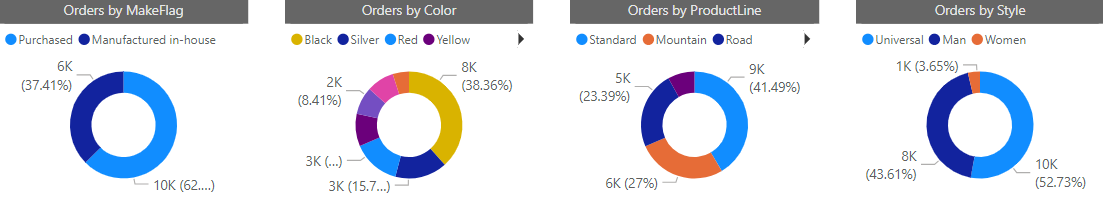 Orders by MakeFlag
Purchased Manufactured in-house
6K
(37.41%)
10K (62....)
Orders by Color
Black Silver Red Yellow
8K
(38.36%)
2K
(8.41%)
3K (...)
3K (15.7...)
Orders by ProductLine
Standard Mountain Road
5K
(23.39%)
9K
(41.49%)
6K (27%)
Orders by Style
Universal Man Women
1K (3.65%)
8K
(43.61%)
10K
(52.73%)